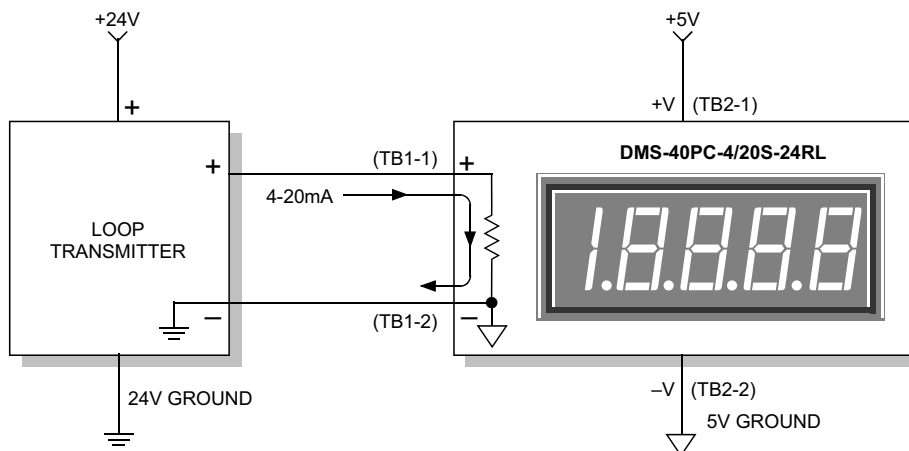 +24V
+5V
+
+V (TB2-1)
DMS-40PC-4/20S-24RL
+
(TB1-1)
+
4-20mA
LOOP
TRANSMITTER
1.8.8.8.8
−
(TB1-2)
−
24V GROUND
–V (TB2-2)
5V GROUND